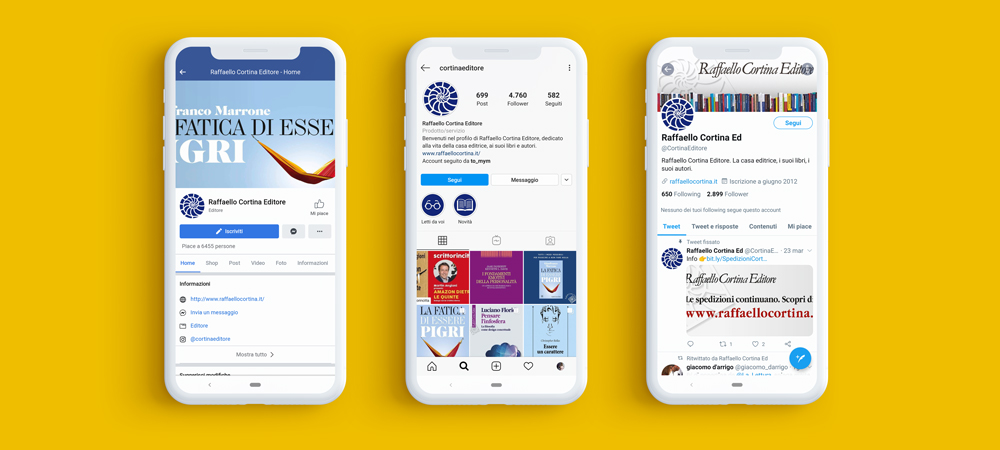 Raffaello Cortina Editore - Home
Franco Marrone
FATICA DI ESSE
IGRI
Raffaello Cortina Editore
Editore
Mi piace
Iscriviti
Piace a 6455 persone
Home Shop Post Video Foto Informazioni
Informazioni
http://www.raffaellocortina.it/
Invia un messaggio
Editore
@cortinaeditore
Mostra tutto
Suggerisci modifiche
cortinaeditore
699 4.760 582
Post Follower Seguiti
Raffaello Cortina Editore
Prodotto/servizio
Benvenuti nel profilo di Raffaello Cortina Editore, dedicato
alla vita della casa editrice, ai suoi libri e autori.
www.raffaellocortina.it/
Account seguito da to_mym
Segui Messaggio
Letti da voi Novità
scrittorincit
AMAZON DIET
LE QUINTE
I FONDAMENTI
EMOTIVI
DELLA PERSONALITÀ
LA FATICA
PIGRI
LA FATICA
DI ESSERE
PIGRI
Luciano Floridi
Pensare
l'infosfera
Essere
un carattere
Raffaello Cortina Editore
Segui
Raffaello Cortina Ed
@CortinaEditore
Raffaello Cortina Editore. La casa editrice, i suoi libri, i
suoi autori.
raffaellocortina.it Iscrizione a giugno 2012
650 Following 2.899 Follower
Nessuno dei tuoi following segue questo account
Tweet Tweet e risposte Contenuti Mi piace
Tweet fissato
Raffaello Cortina Ed @CortinaE... · 23 mar
Info bit.ly/SpedizioniCort...
Raffaello Cortina Editore
Le spedizioni continuano. Scopri d
www.raffaellocortina.
1 2
Ritwittato da Raffaello Cortina Ed
giacomo d'arrigo @giacomo_darrigo